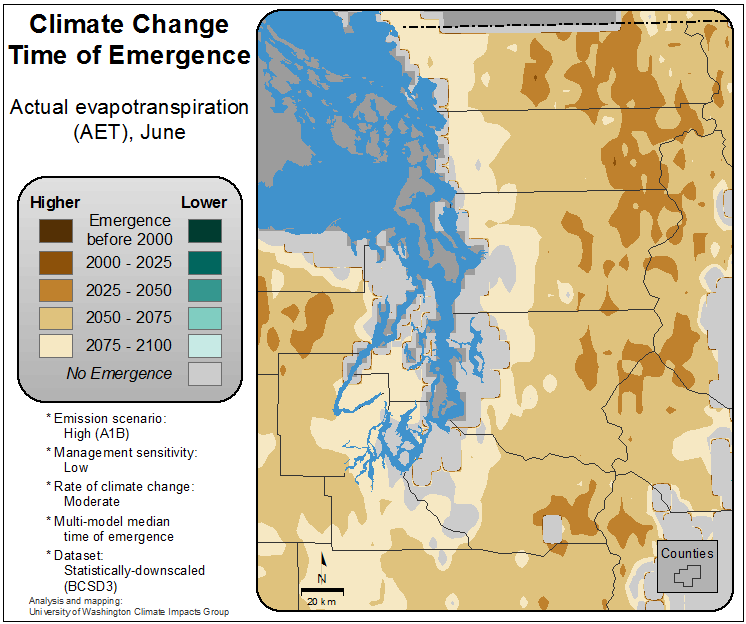 Climate Change
Time of Emergence
Actual evapotranspiration
(AET), June
Higher Lower
Emergence
before 2000
2000 - 2025
2025 - 2050
2050 - 2075
2075 - 2100
No Emergence
* Emission scenario:
High (A1B)
* Management sensitivity:
Low
* Rate of climate change:
Moderate
* Multi-model median
time of emergence
* Dataset:
Statistically-downscaled
(BCSD3)
Analysis and mapping:
University of Washington Climate Impacts Group
N
20 km
Counties